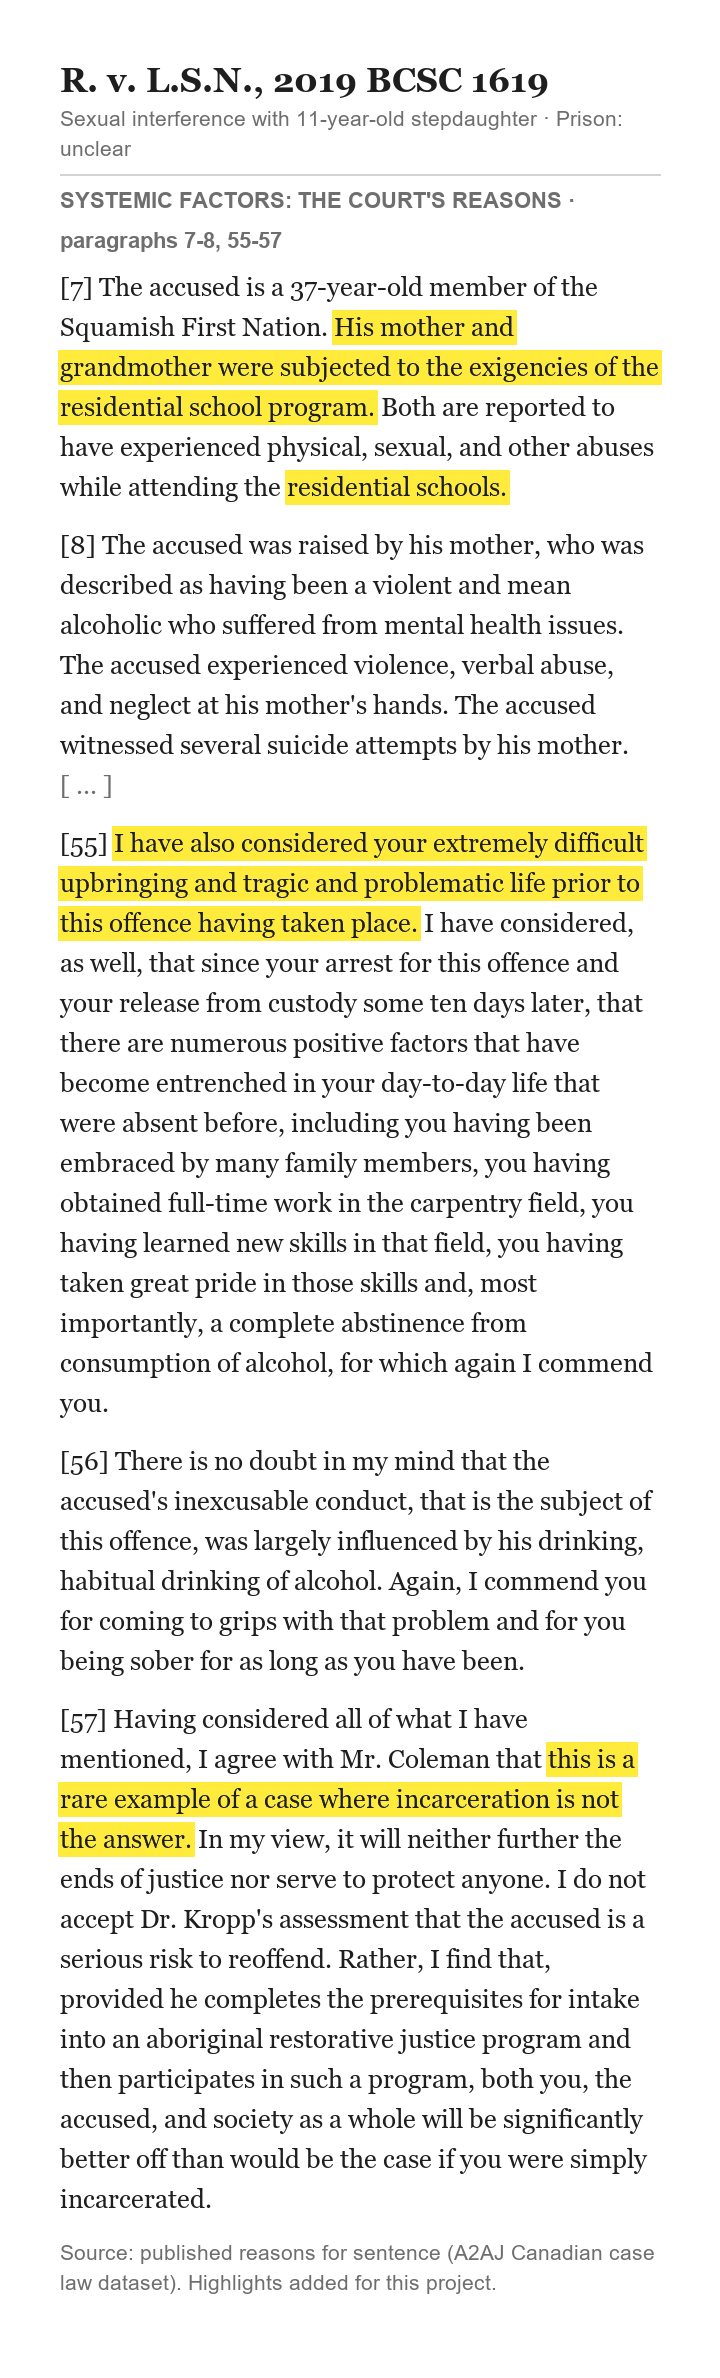 R. v. L.S.N., 2019 BCSC 1619
Sexual interference with 11-year-old stepdaughter · Prison:
unclear
SYSTEMIC FACTORS: THE COURT'S REASONS ·
paragraphs 7-8, 55-57
[7] The accused is a 37-year-old member of the
Squamish First Nation. His mother and
grandmother were subjected to the exigencies of the
residential school program. Both are reported to
have experienced physical, sexual, and other abuses
while attending the residential schools.
[8] The accused was raised by his mother, who was
described as having been a violent and mean
alcoholic who suffered from mental health issues.
The accused experienced violence, verbal abuse,
and neglect at his mother's hands. The accused
witnessed several suicide attempts by his mother.
[ ... ]
[55] I have also considered your extremely difficult
upbringing and tragic and problematic life prior to
this offence having taken place. I have considered,
as well, that since your arrest for this offence and
your release from custody some ten days later, that
there are numerous positive factors that have
become entrenched in your day-to-day life that
were absent before, including you having been
embraced by many family members, you having
obtained full-time work in the carpentry field, you
having learned new skills in that field, you having
taken great pride in those skills and, most
importantly, a complete abstinence from
consumption of alcohol, for which again I commend
you.
[56] There is no doubt in my mind that the
accused's inexcusable conduct, that is the subject of
this offence, was largely influenced by his drinking,
habitual drinking of alcohol. Again, I commend you
for coming to grips with that problem and for you
being sober for as long as you have been.
[57] Having considered all of what I have
mentioned, I agree with Mr. Coleman that this is a
rare example of a case where incarceration is not
the answer. In my view, it will neither further the
ends of justice nor serve to protect anyone. I do not
accept Dr. Kropp's assessment that the accused is a
serious risk to reoffend. Rather, I find that,
provided he completes the prerequisites for intake
into an aboriginal restorative justice program and
then participates in such a program, both you, the
accused, and society as a whole will be significantly
better off than would be the case if you were simply
incarcerated.
Source: published reasons for sentence (A2AJ Canadian case
law dataset). Highlights added for this project.